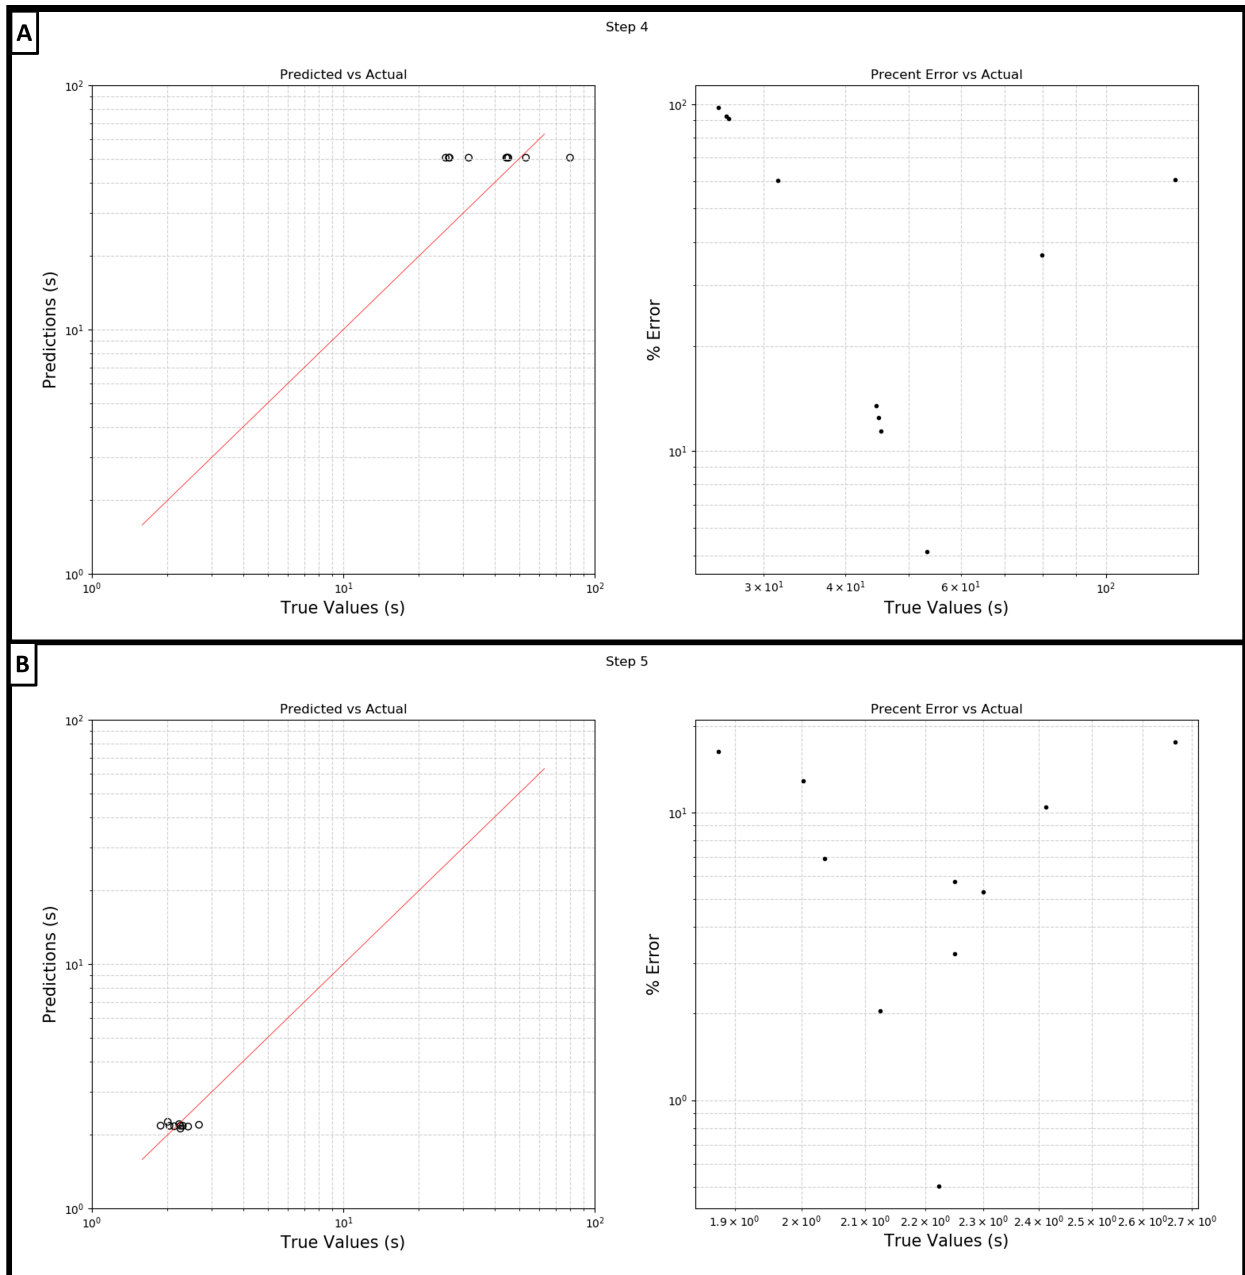 A
Step 4
Predicted vs Actual
Predictions (s)
10²
10¹
10⁰
10⁰ 10¹ 10²
True Values (s)
Precent Error vs Actual
% Error
10²
10¹
3 × 10¹ 4 × 10¹ 6 × 10¹ 10²
True Values (s)
B
Step 5
Predicted vs Actual
Predictions (s)
10²
10¹
10⁰
10⁰ 10¹ 10²
True Values (s)
Precent Error vs Actual
% Error
10¹
10⁰
1.9 × 10⁰ 2 × 10⁰ 2.1 × 10⁰ 2.2 × 10⁰ 2.3 × 10⁰ 2.4 × 10⁰ 2.5 × 10⁰ 2.6 × 10⁰ 2.7 × 10⁰
True Values (s)